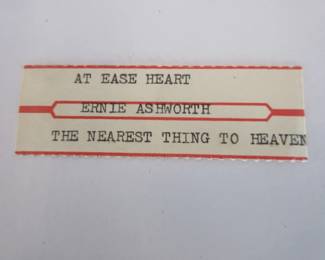 AT EASE HEART
ERNIE ASHWORTH
THE NEAREST THING TO HEAVEN